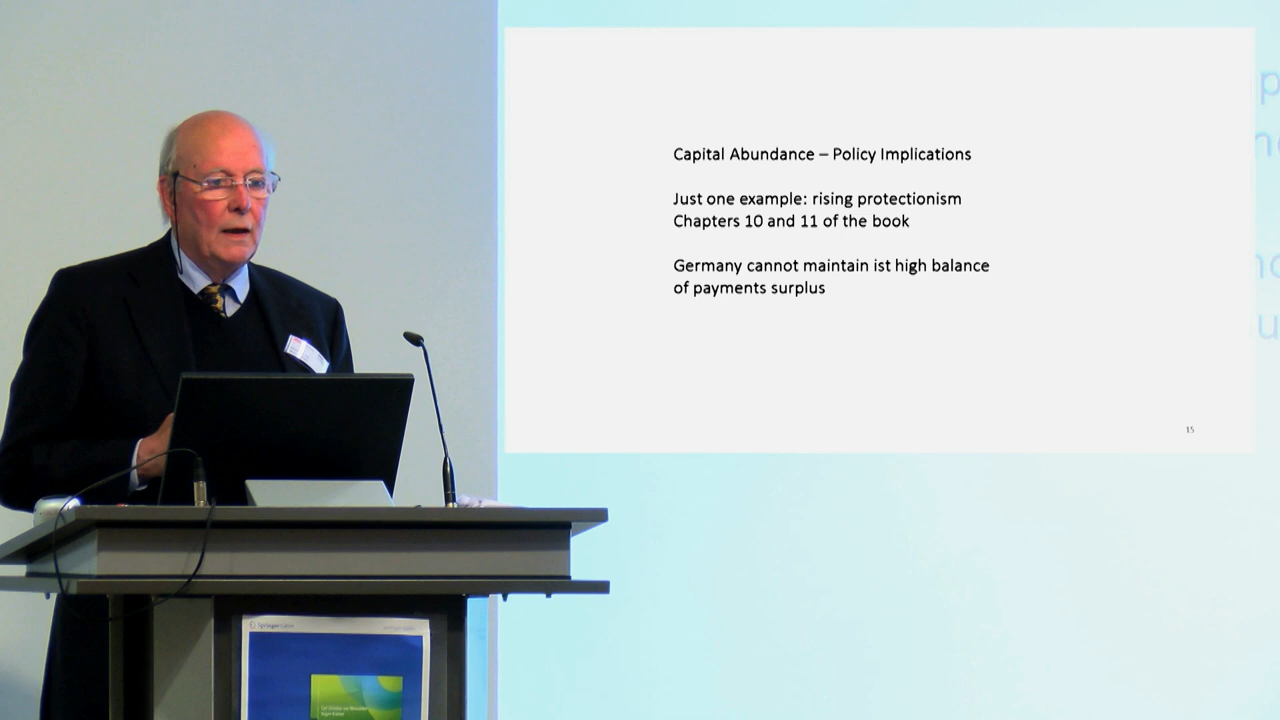 Capital Abundance – Policy Implications
Just one example: rising protectionism
Chapters 10 and 11 of the book
Germany cannot maintain ist high balance
of payments surplus
15
Springer